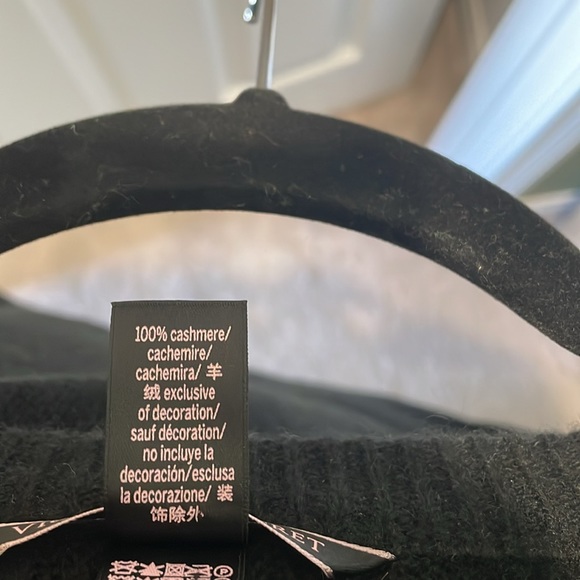 100% cashmere/
cachemire/
cachemira/ 羊
绒 exclusive
of decoration/
sauf décoration/
no incluye la
decoración/esclusa
la decorazione/ 装
饰除外